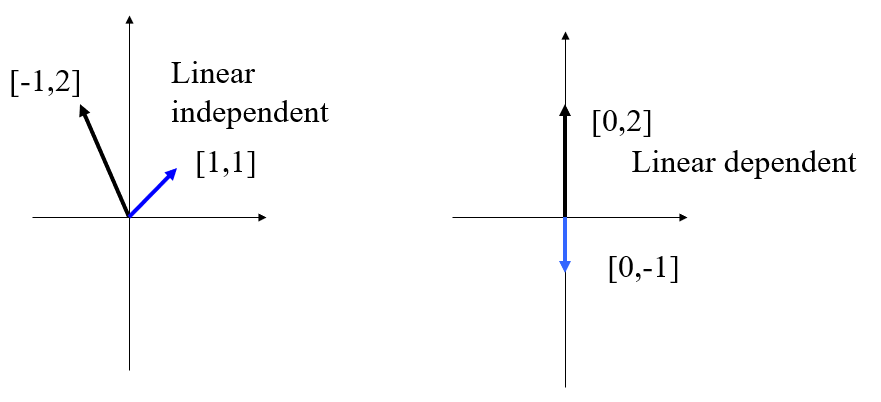 [-1,2]
Linear
independent
[1,1]
[0,2]
Linear dependent
[0,-1]